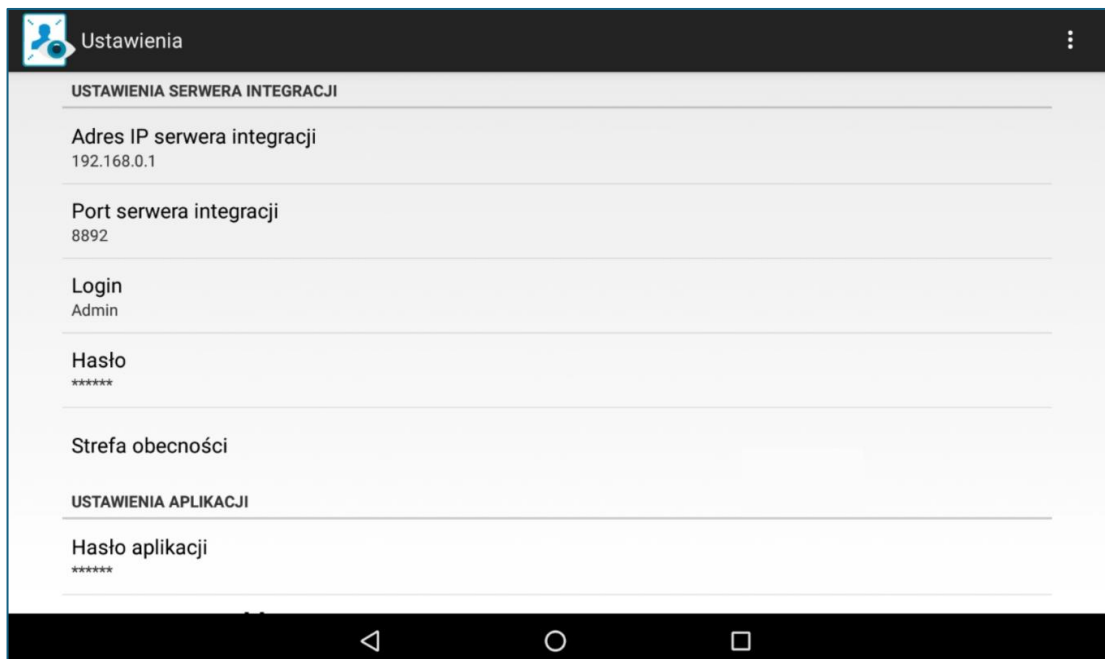 Ustawienia
USTAWIENIA SERWERA INTEGRACJI
Adres IP serwera integracji
192.168.0.1
Port serwera integracji
8892
Login
Admin
Hasło
******
Strefa obecności
USTAWIENIA APLIKACJI
Hasło aplikacji
******